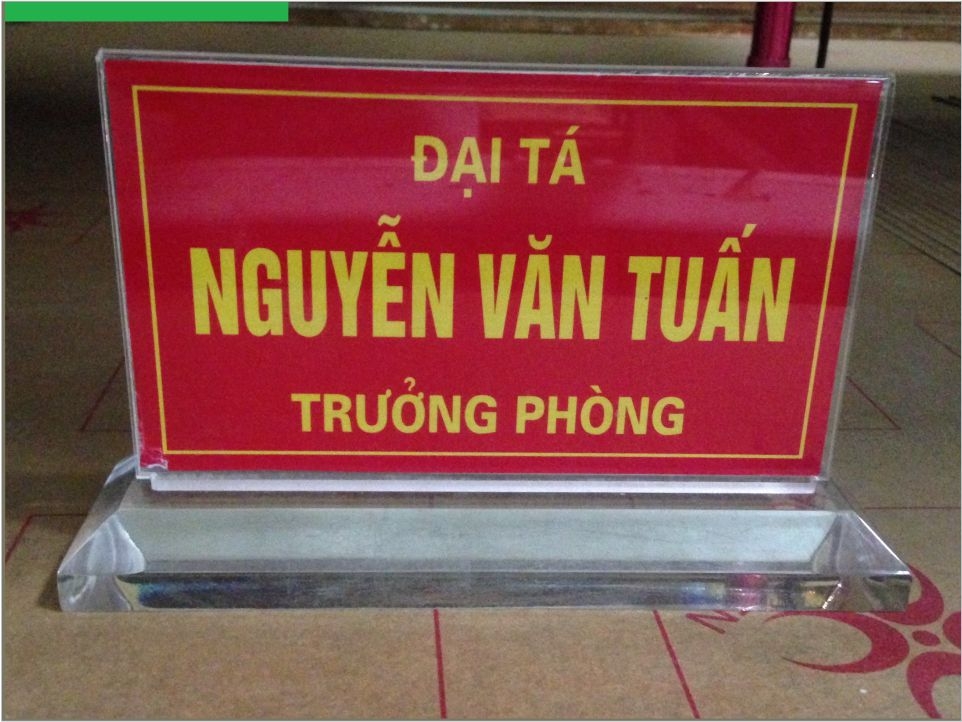 ĐẠI TÁ
NGUYỄN VĂN TUẤN
TRƯỞNG PHÒNG